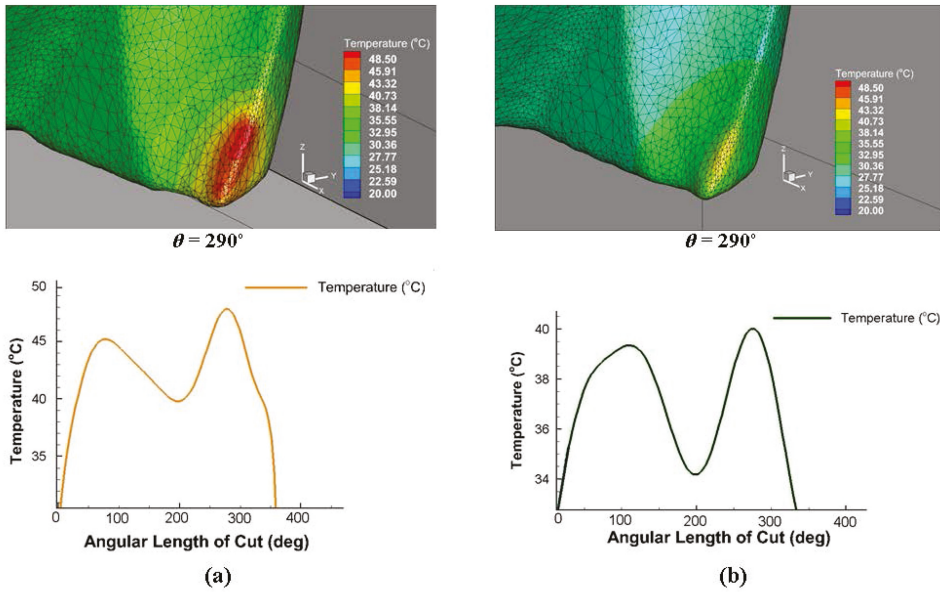 Temperature (°C)
48.50
45.91
43.32
40.73
38.14
35.55
32.95
30.36
27.77
25.18
22.59
20.00
Z
Y
X
θ = 290°
Temperature (°C)
48.50
45.91
43.32
40.73
38.14
35.55
32.95
30.36
27.77
25.18
22.59
20.00
Z
Y
X
θ = 290°
50
45
40
35
Temperature (°C)
Temperature (°C)
0 100 200 300 400
Angular Length of Cut (deg)
(a)
40
38
36
34
Temperature (°C)
Temperature (°C)
0 100 200 300 400
Angular Length of Cut (deg)
(b)